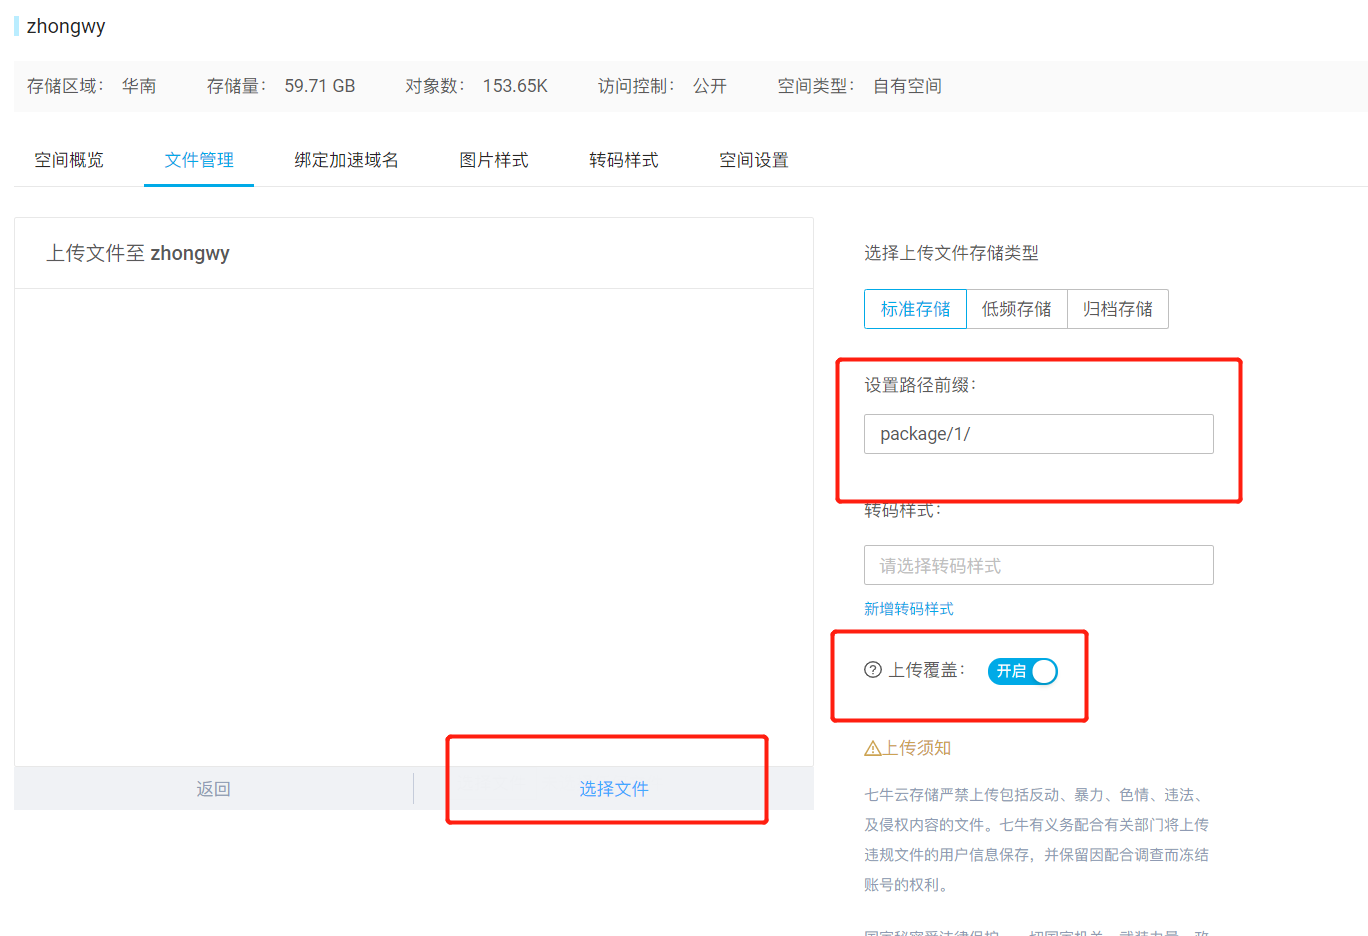 zhongwy
存储区域： 华南 存储量： 59.71 GB 对象数： 153.65K 访问控制： 公开 空间类型： 自有空间
空间概览 文件管理 绑定加速域名 图片样式 转码样式 空间设置
上传文件至 zhongwy
返回 选择文件
选择上传文件存储类型
标准存储 低频存储 归档存储
设置路径前缀：
package/1/
转码样式：
请选择转码样式
新增转码样式
上传覆盖： 开启
上传须知
七牛云存储严禁上传包括反动、暴力、色情、违法、
及侵权内容的文件。七牛有义务配合有关部门将上传
违规文件的用户信息保存，并保留因配合调查而冻结
账号的权利。